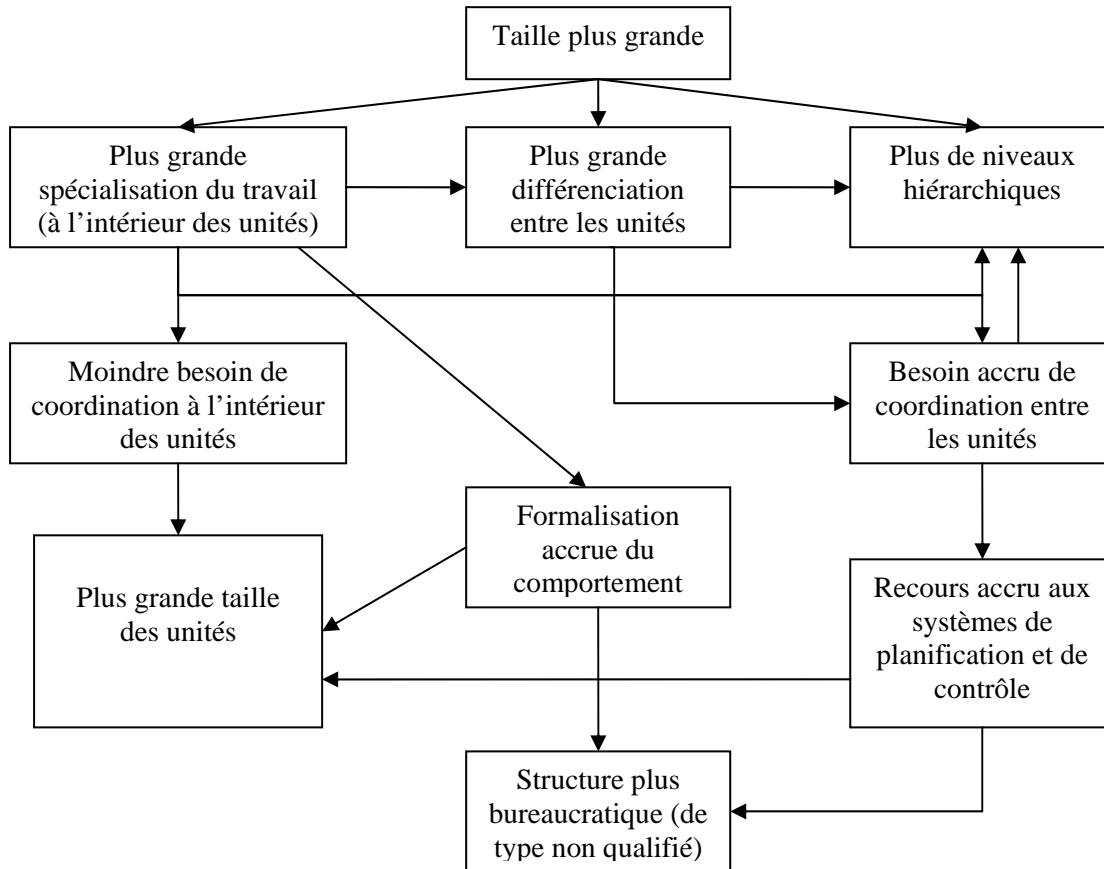 Taille plus grande
Plus grande
spécialisation du travail
(à l’intérieur des unités)
Plus grande
différenciation
entre les unités
Plus de niveaux
hiérarchiques
Moindre besoin de
coordination à l’intérieur
des unités
Besoin accru de
coordination entre
les unités
Formalisation
accrue du
comportement
Plus grande taille
des unités
Recours accru aux
systèmes de
planification et de
contrôle
Structure plus
bureaucratique (de
type non qualifié)